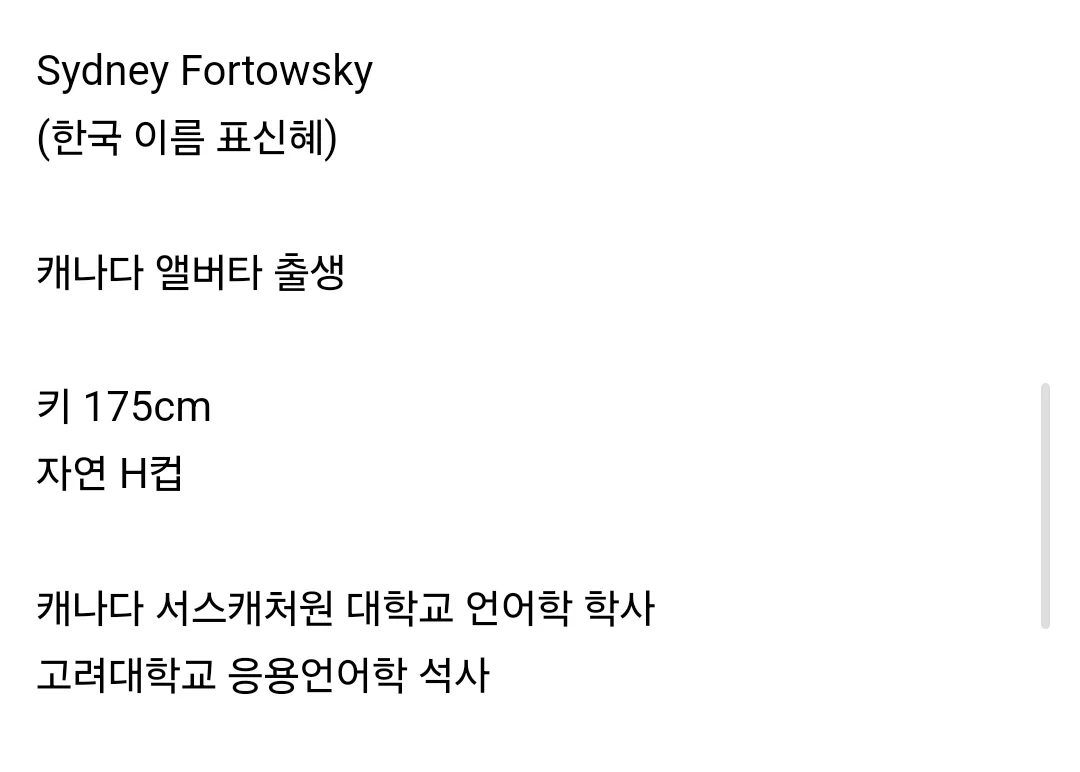 Sydney Fortowsky
(한국 이름 표신혜)
캐나다 앨버타 출생
키 175cm
자연 H컵
캐나다 서스캐처원 대학교 언어학 학사
고려대학교 응용언어학 석사